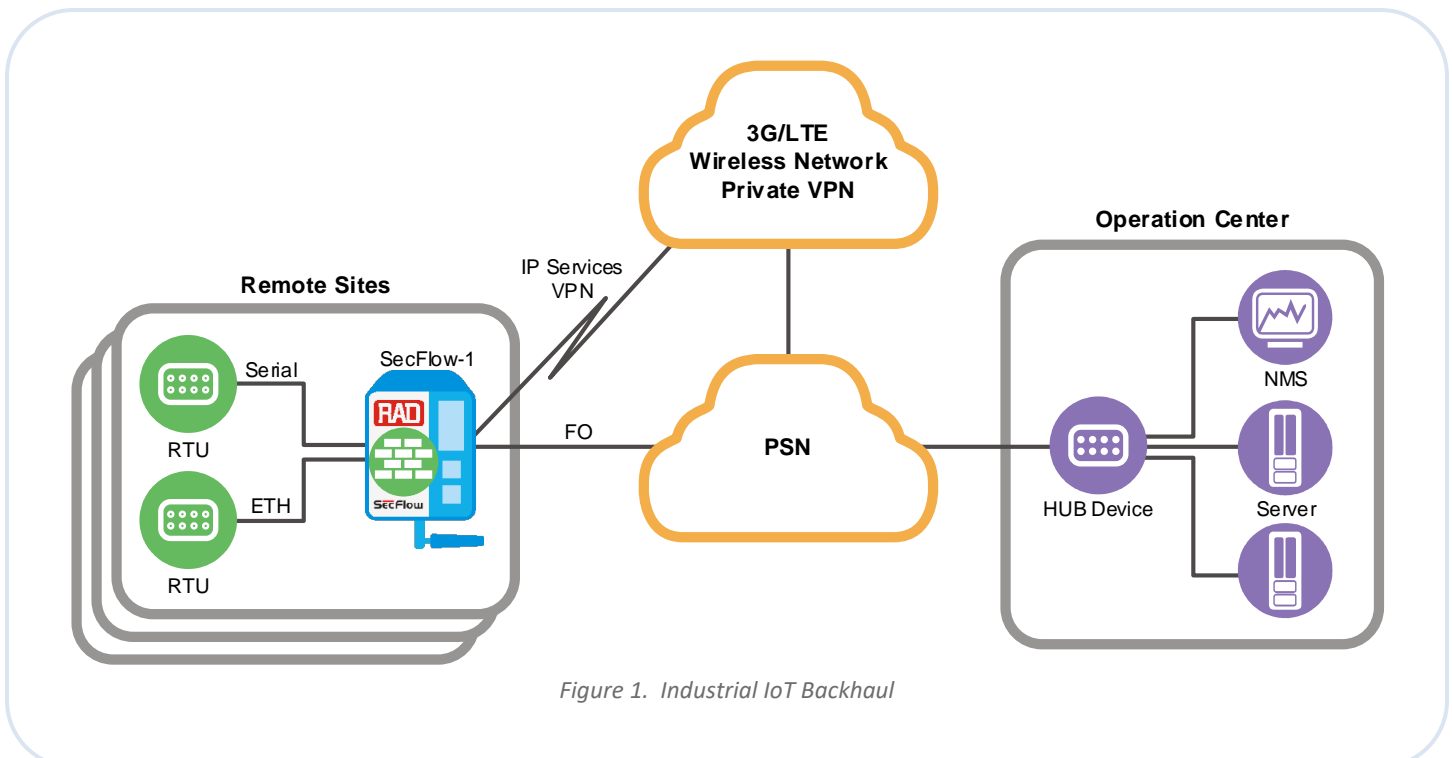 3G/LTE
Wireless Network
Private VPN
Operation Center
IP Services
VPN
Remote Sites
SecFlow-1
Serial
RAD
RTU
FO
PSN
NMS
ETH
SecFlow
HUB Device
Server
RTU
Figure 1. Industrial IoT Backhaul